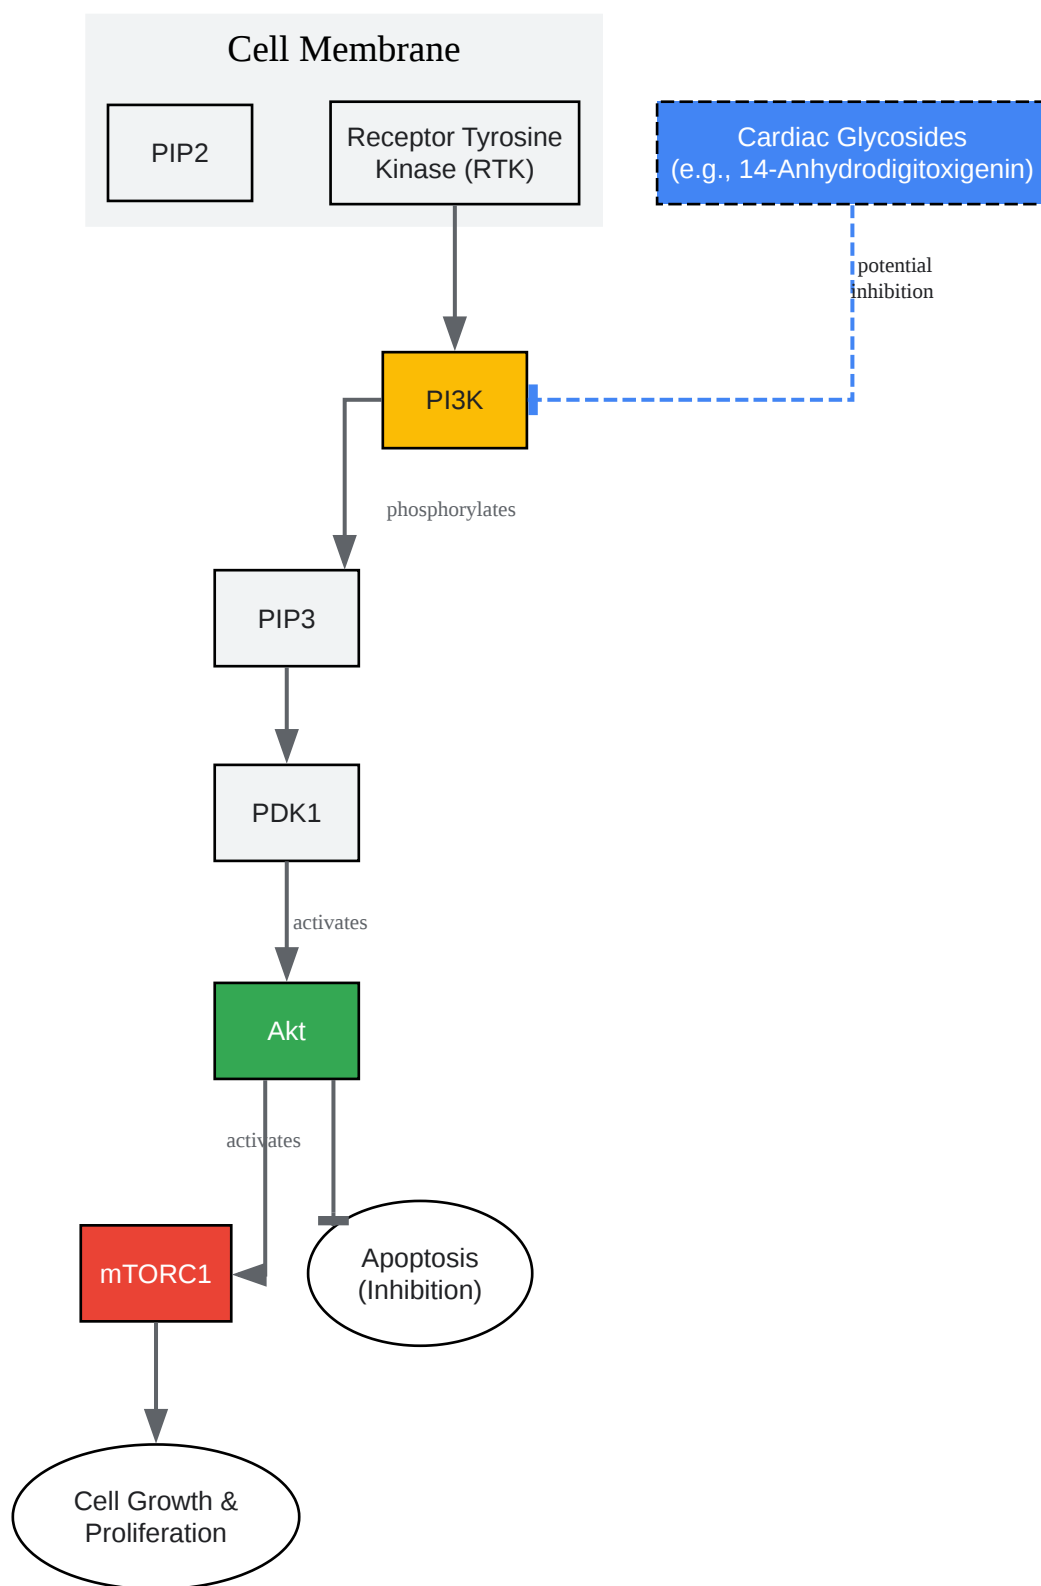 Cell Membrane
PIP2
Receptor Tyrosine
Kinase (RTK)
Cardiac Glycosides
(e.g., 14-Anhydrodigitoxigenin)
potential
inhibition
PI3K
phosphorylates
PIP3
PDK1
activates
Akt
activates
mTORC1
Apoptosis
(Inhibition)
Cell Growth &
Proliferation